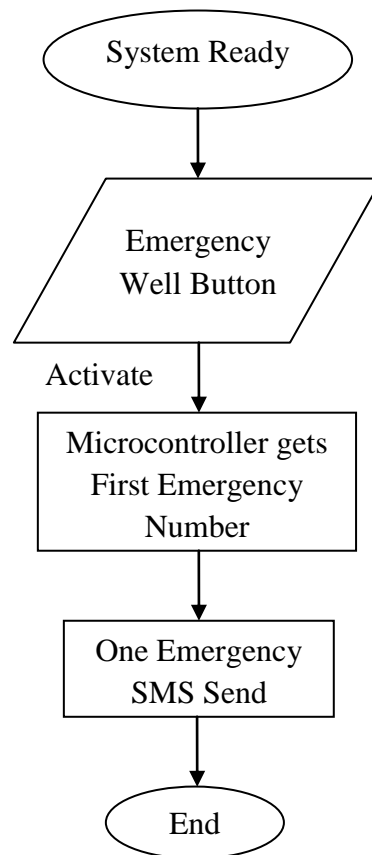 System Ready
Emergency
Well Button
Activate
Microcontroller gets
First Emergency
Number
One Emergency
SMS Send
End